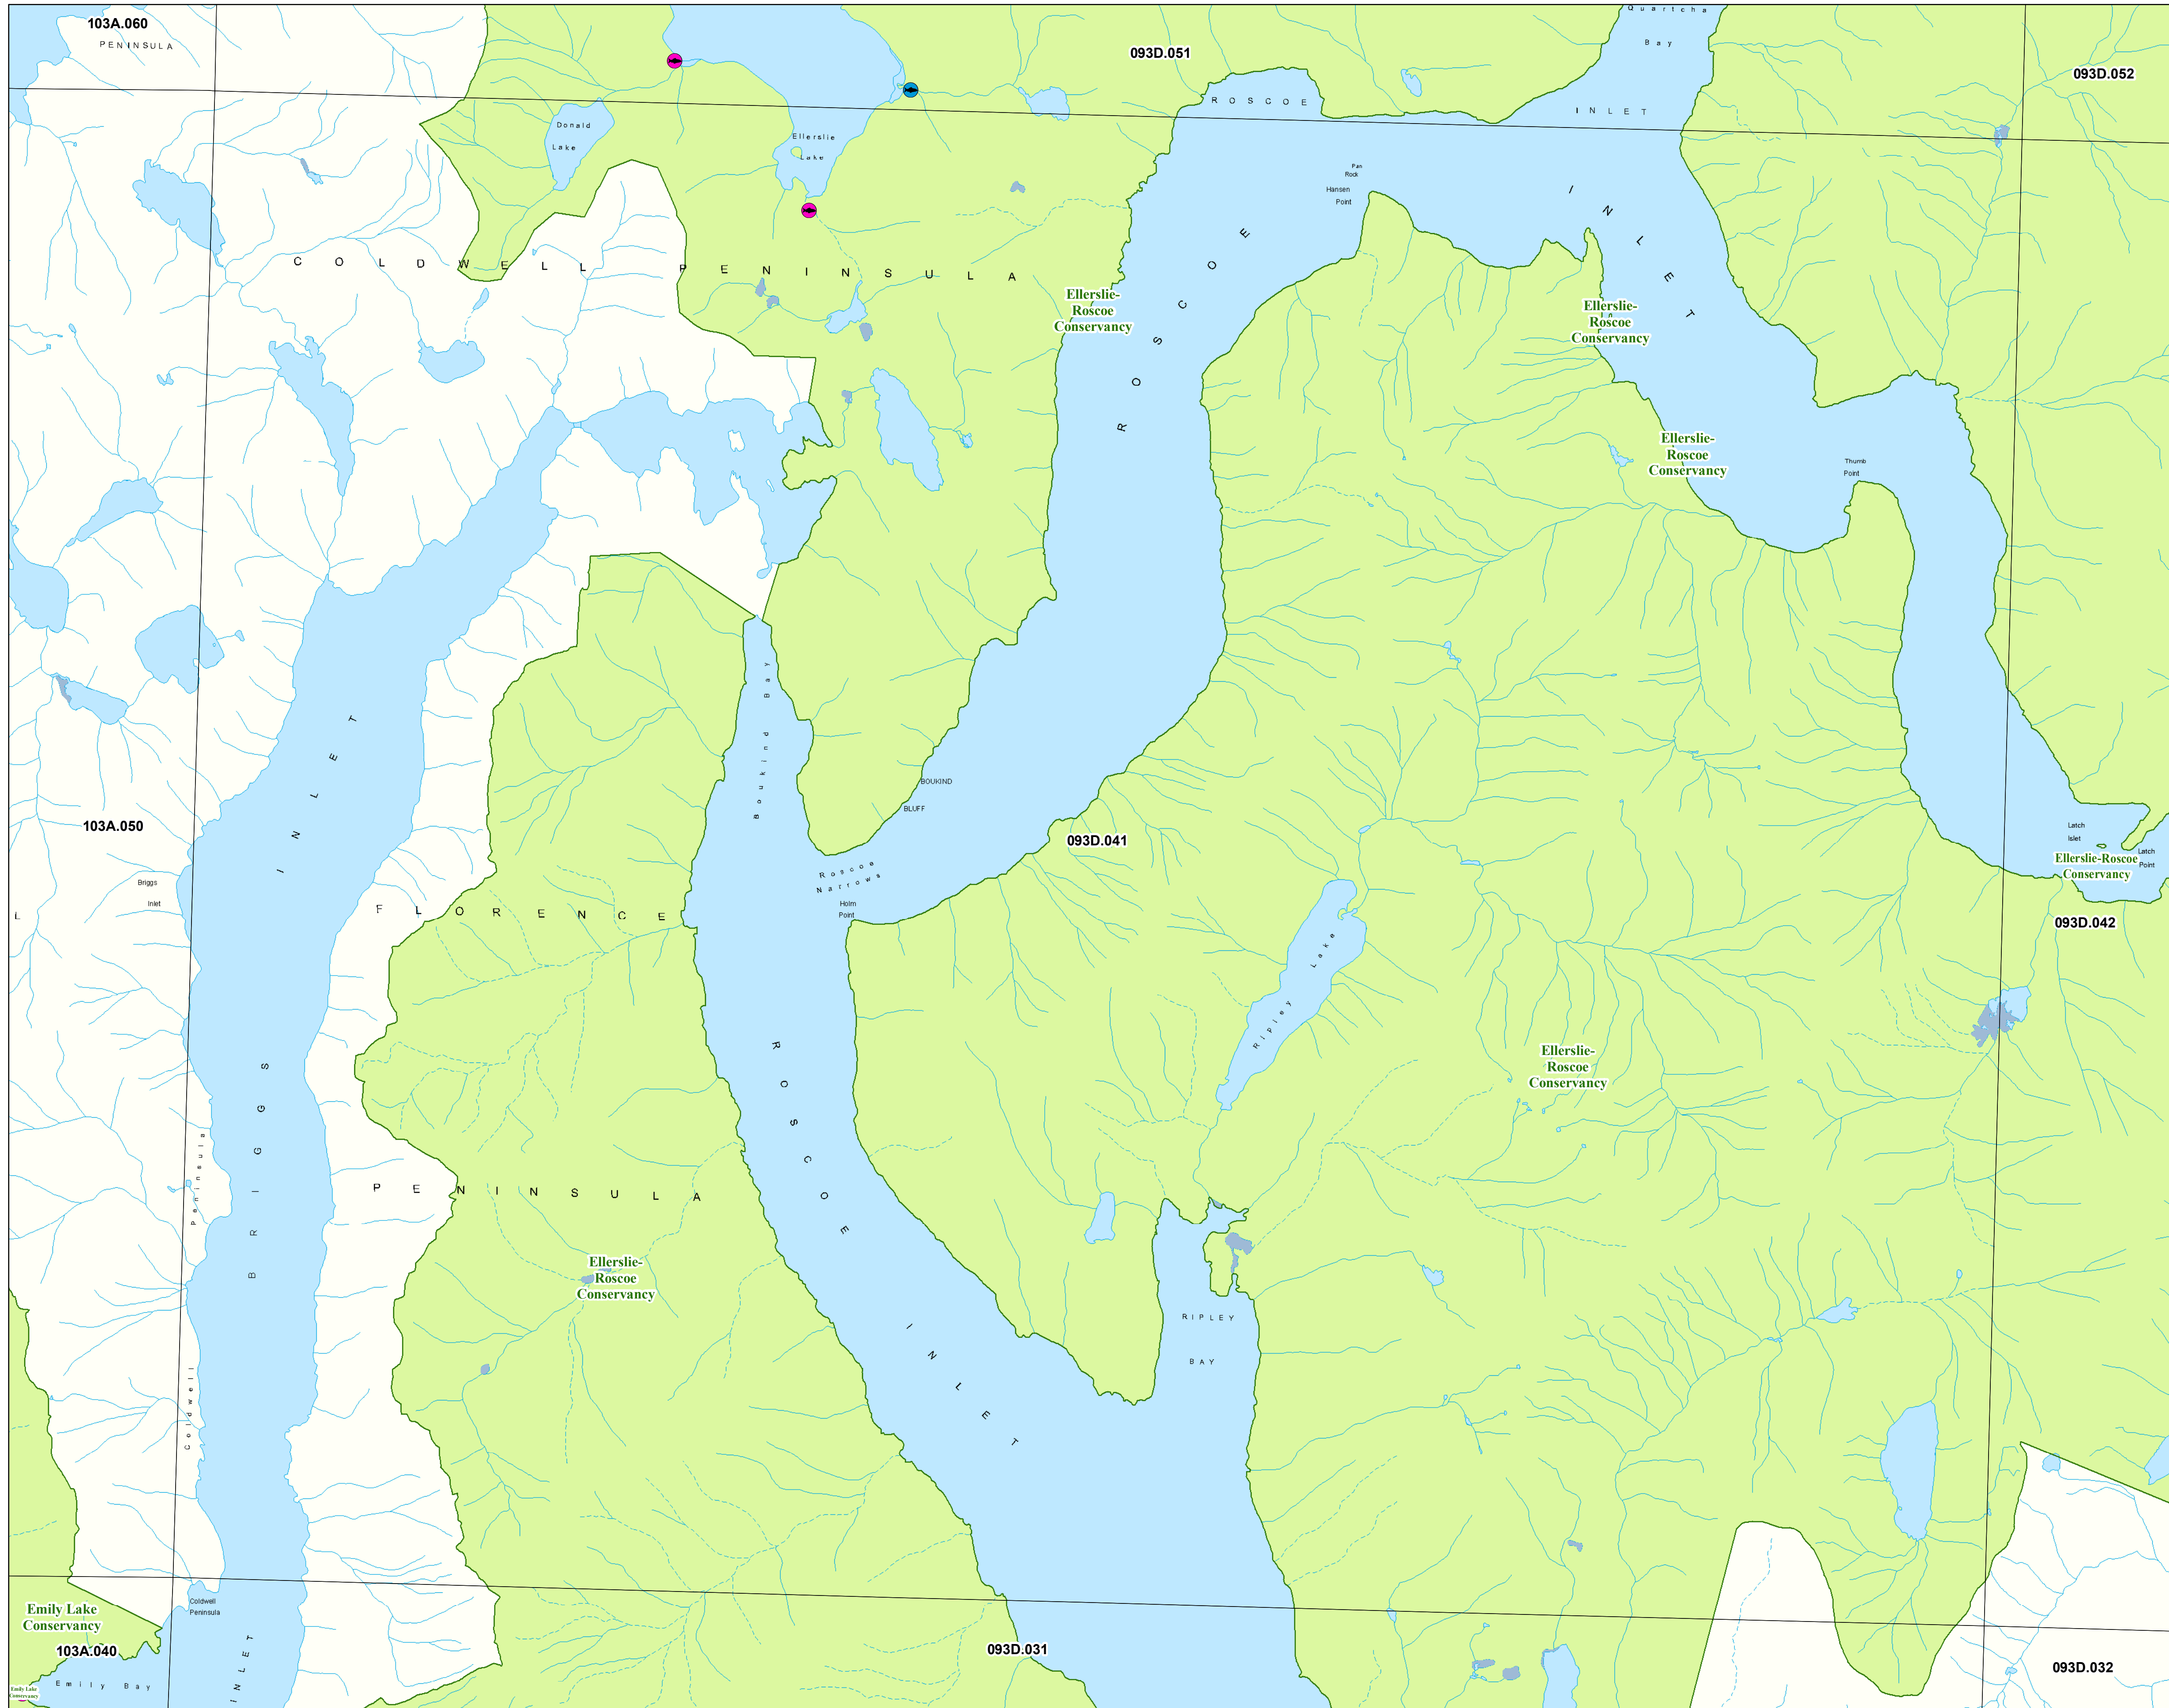 103A.060
PENINSULA
093D.051
Quartcha
Bay
093D.052
ROSCOE
INLET
Donald
Lake
Ellerslie
Lake
Pan
Rock
Hansen
Point
INLET
COLDWELL PENINSULA
Ellerslie-
Roscoe
Conservancy
ROSCOE
Ellerslie-
Roscoe
Conservancy
Ellerslie-
Roscoe
Conservancy
Thumb
Point
Boukind Bay
BOUKIND
BLUFF
103A.050
093D.041
Latch
Islet
Latch
Point
Ellerslie-Roscoe
Conservancy
Roscoe
Narrows
Holm
Point
Briggs
Inlet
L
FLORENCE
093D.042
Ripley Lake
BRIGGS INLET
Ellerslie-
Roscoe
Conservancy
ROSCOE INLET
Coldwell Peninsula
PENINSULA
Ellerslie-
Roscoe
Conservancy
RIPLEY
BAY
Coldwell
Peninsula
Emily Lake
Conservancy
103A.040
093D.031
093D.032
Emily Bay
INLET
Emily Lake
Conservancy